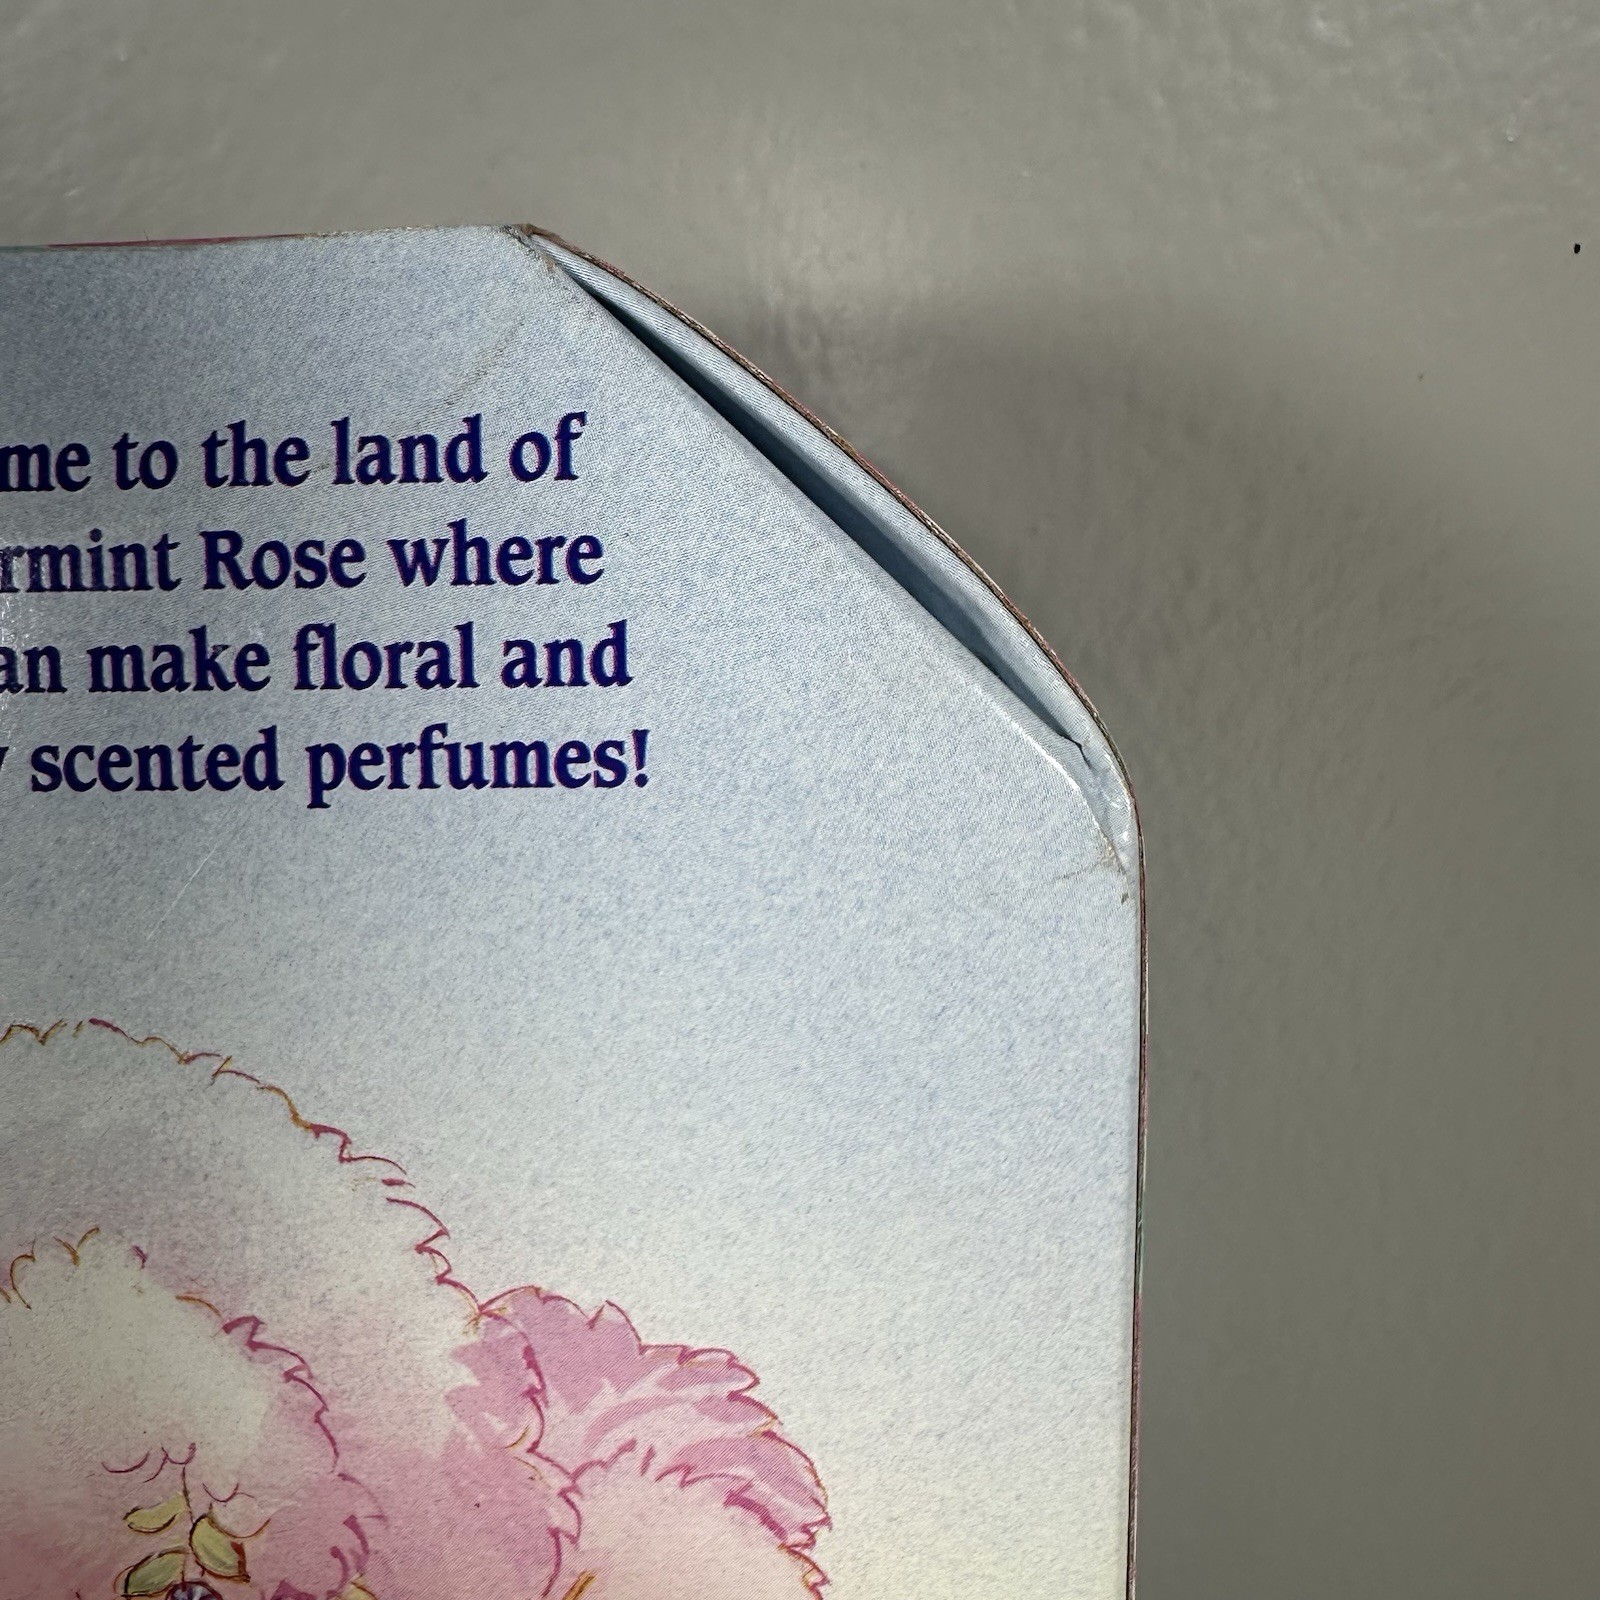 me to the land of
rmint Rose where
an make floral and
y scented perfumes!